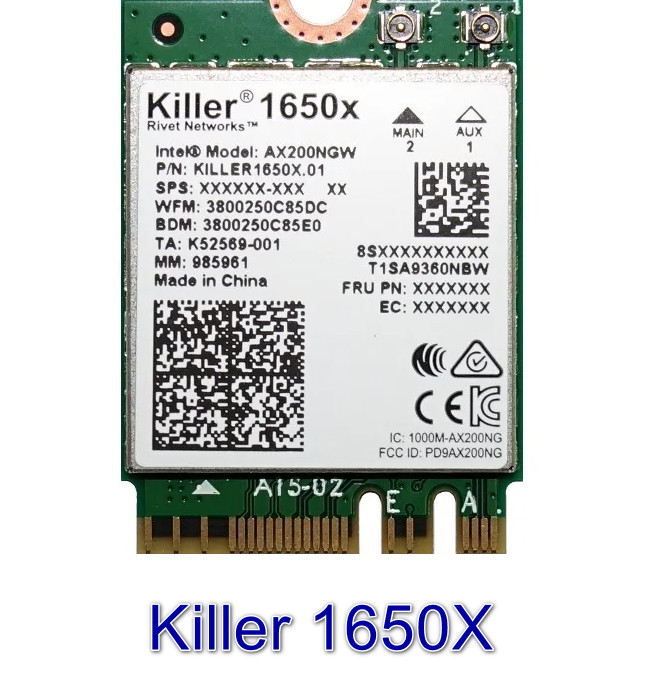 2
Killer® 1650x
Rivet Networks™
MAIN
2
AUX
1
Intel® Model: AX200NGW
P/N: KILLER1650X.01
SPS: XXXXXX-XXX XX
WFM: 3800250C85DC
BDM: 3800250C85E0
TA: K52569-001
MM: 985961
Made in China
8SXXXXXXXXXX
T1SA9360NBW
FRU PN: XXXXXXX
EC: XXXXXXX
CE
IC: 1000M-AX200NG
FCC ID: PD9AX200NG
A15-02
E
A
Killer 1650X